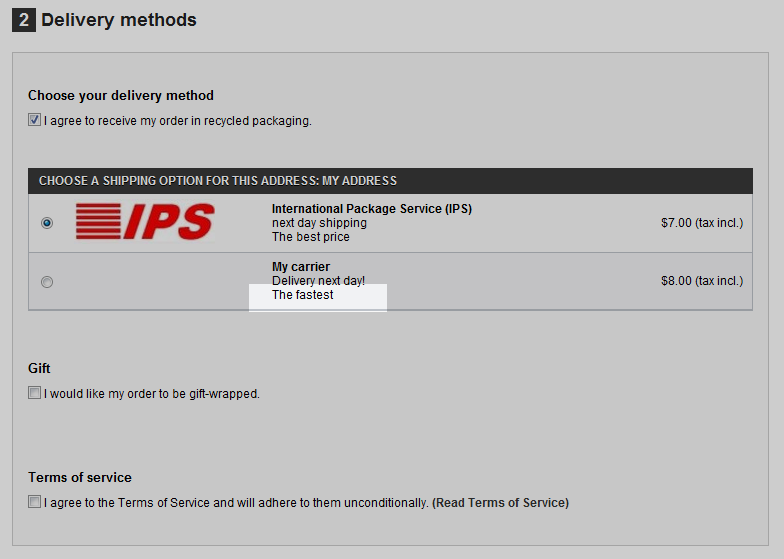 2 Delivery methods
Choose your delivery method
I agree to receive my order in recycled packaging.
CHOOSE A SHIPPING OPTION FOR THIS ADDRESS: MY ADDRESS
IPS
International Package Service (IPS)
next day shipping
The best price
$7.00 (tax incl.)
My carrier
Delivery next day!
The fastest
$8.00 (tax incl.)
Gift
I would like my order to be gift-wrapped.
Terms of service
I agree to the Terms of Service and will adhere to them unconditionally. (Read Terms of Service)